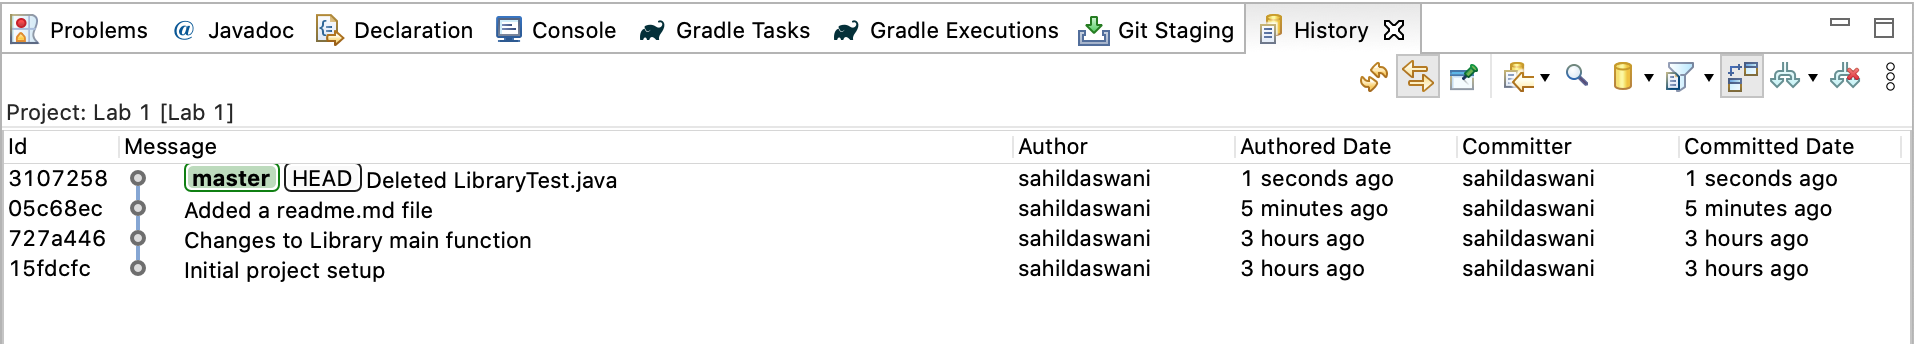 Problems @ Javadoc Declaration Console Gradle Tasks Gradle Executions Git Staging History
Project: Lab 1 [Lab 1]
Id Message Author Authored Date Committer Committed Date
3107258 master HEAD Deleted LibraryTest.java sahildaswani 1 seconds ago sahildaswani 1 seconds ago
05c68ec Added a readme.md file sahildaswani 5 minutes ago sahildaswani 5 minutes ago
727a446 Changes to Library main function sahildaswani 3 hours ago sahildaswani 3 hours ago
15fdcfc Initial project setup sahildaswani 3 hours ago sahildaswani 3 hours ago